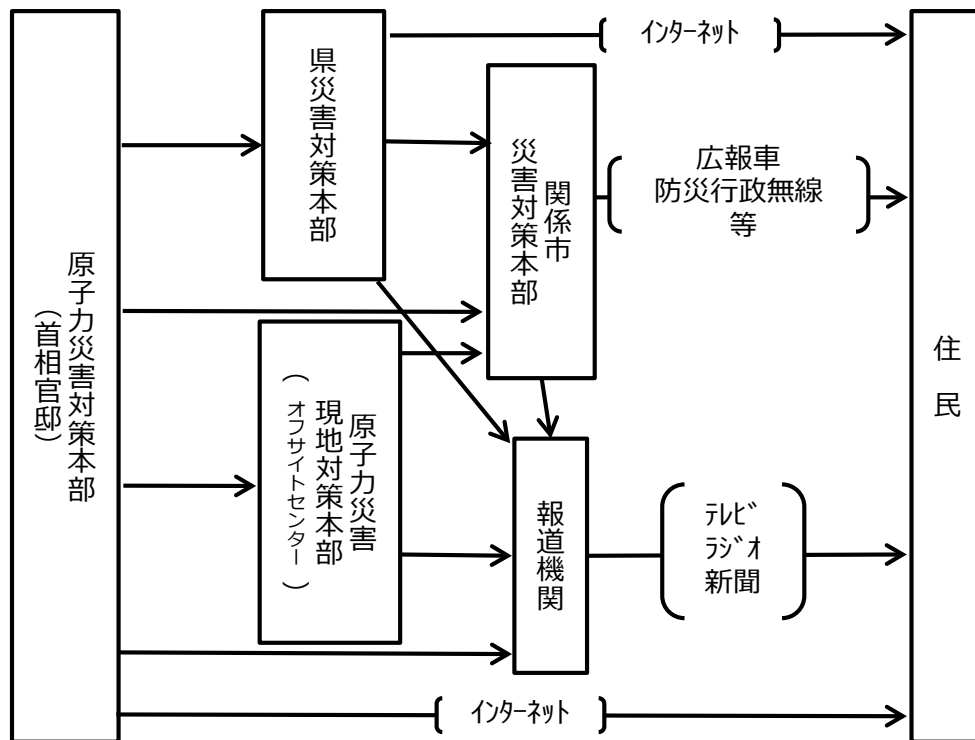 原子力災害対策本部
（首相官邸）
県災害対策本部
ｲﾝﾀｰﾈｯﾄ
関係市
災害対策本部
広報車
防災行政無線
等
原子力災害
現地対策本部
（オフサイトセンター）
報道機関
ﾃﾚﾋﾞ
ﾗｼﾞｵ
新聞
ｲﾝﾀｰﾈｯﾄ
住民